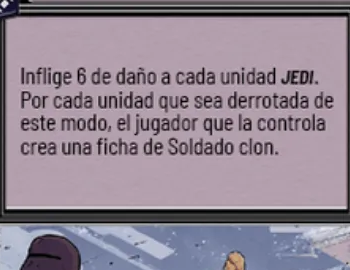 Inflige 6 de daño a cada unidad JEDI.
Por cada unidad que sea derrotada de
este modo, el jugador que la controla
crea una ficha de Soldado clon.